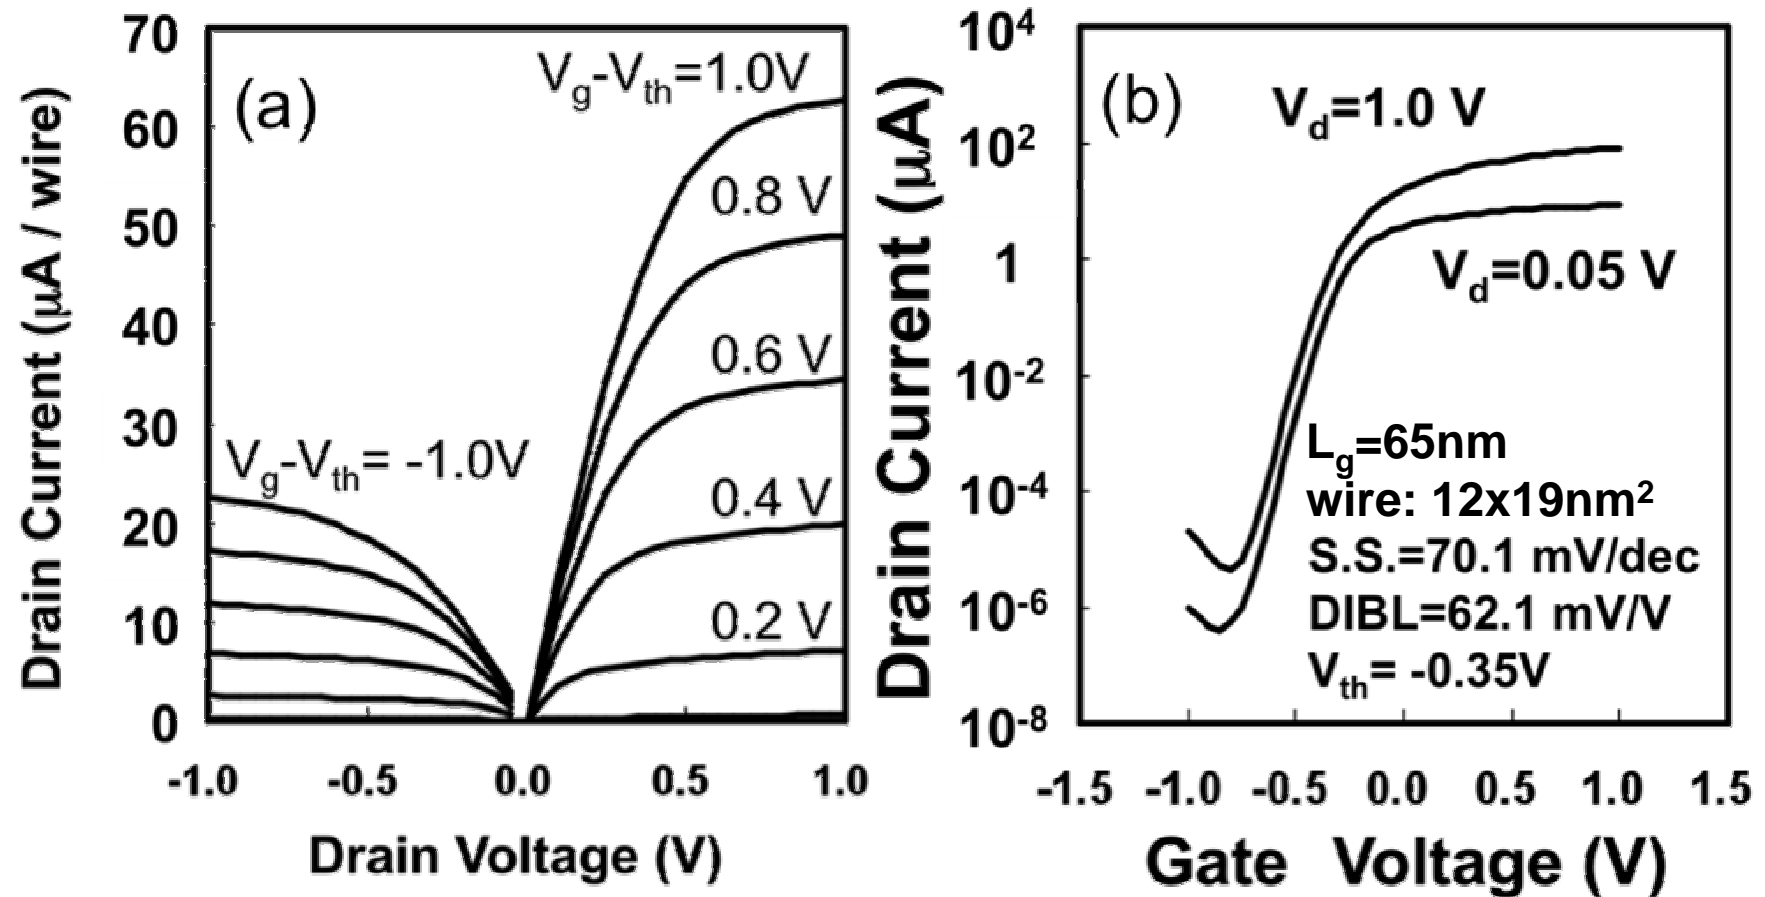 70
60
50
40
30
20
10
0
Drain Current (μA / wire)
(a)
Vg-Vth=1.0V
0.8 V
0.6 V
0.4 V
0.2 V
Vg-Vth= -1.0V
-1.0 -0.5 0.0 0.5 1.0
Drain Voltage (V)
10⁴
10²
1
10⁻²
10⁻⁴
10⁻⁶
10⁻⁸
Drain Current (μA)
(b)
Vd=1.0 V
Vd=0.05 V
Lg=65nm
wire: 12x19nm²
S.S.=70.1 mV/dec
DIBL=62.1 mV/V
Vth= -0.35V
-1.5 -1.0 -0.5 0.0 0.5 1.0 1.5
Gate Voltage (V)